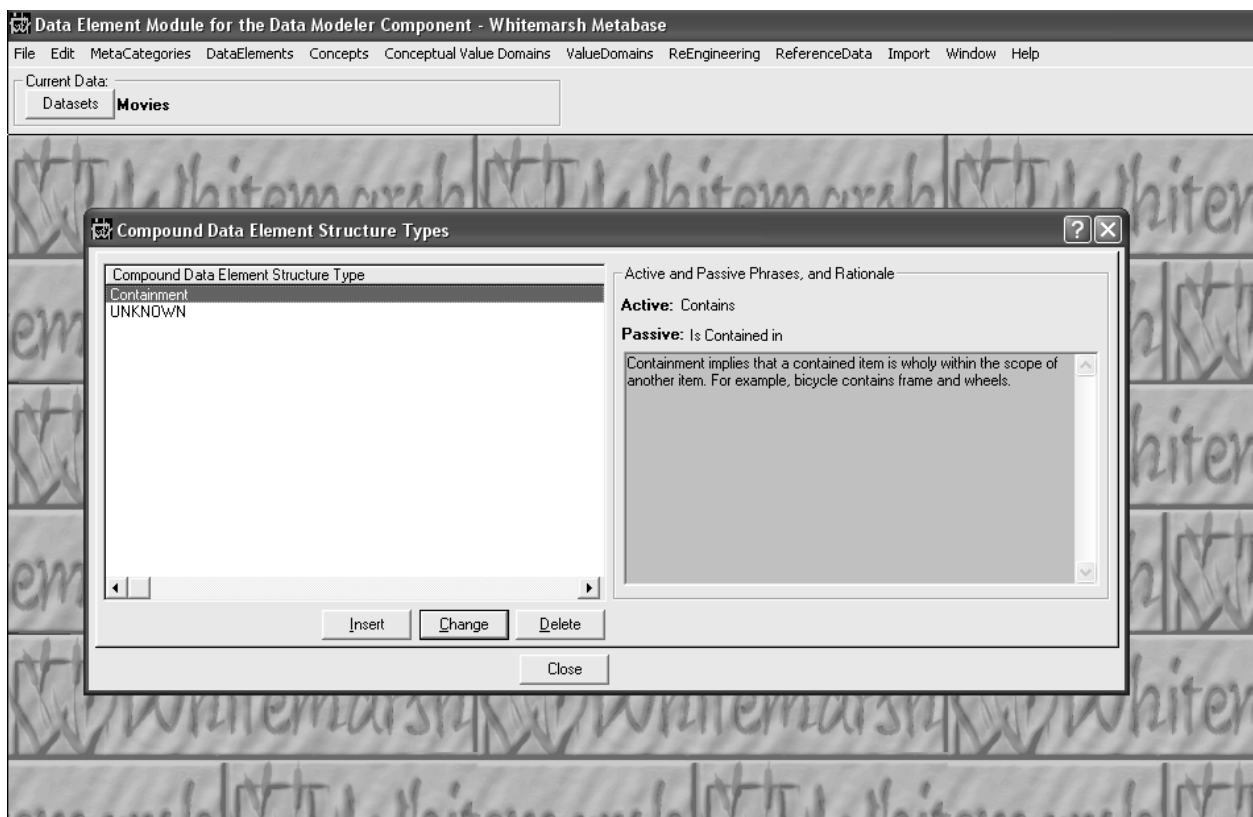 Data Element Module for the Data Modeler Component - Whitemarsh Metabase
File Edit MetaCategories DataElements Concepts Conceptual Value Domains ValueDomains ReEngineering ReferenceData Import Window Help
Current Data:
Datasets Movies
Whitemarsh Whitemarsh
Compound Data Element Structure Types
Compound Data Element Structure Type
Containment
UNKNOWN
Active and Passive Phrases, and Rationale
Active: Contains
Passive: Is Contained in
Containment implies that a contained item is wholy within the scope of
another item. For example, bicycle contains frame and wheels.
Insert Change Delete
Close
Whitemarsh Whitemarsh